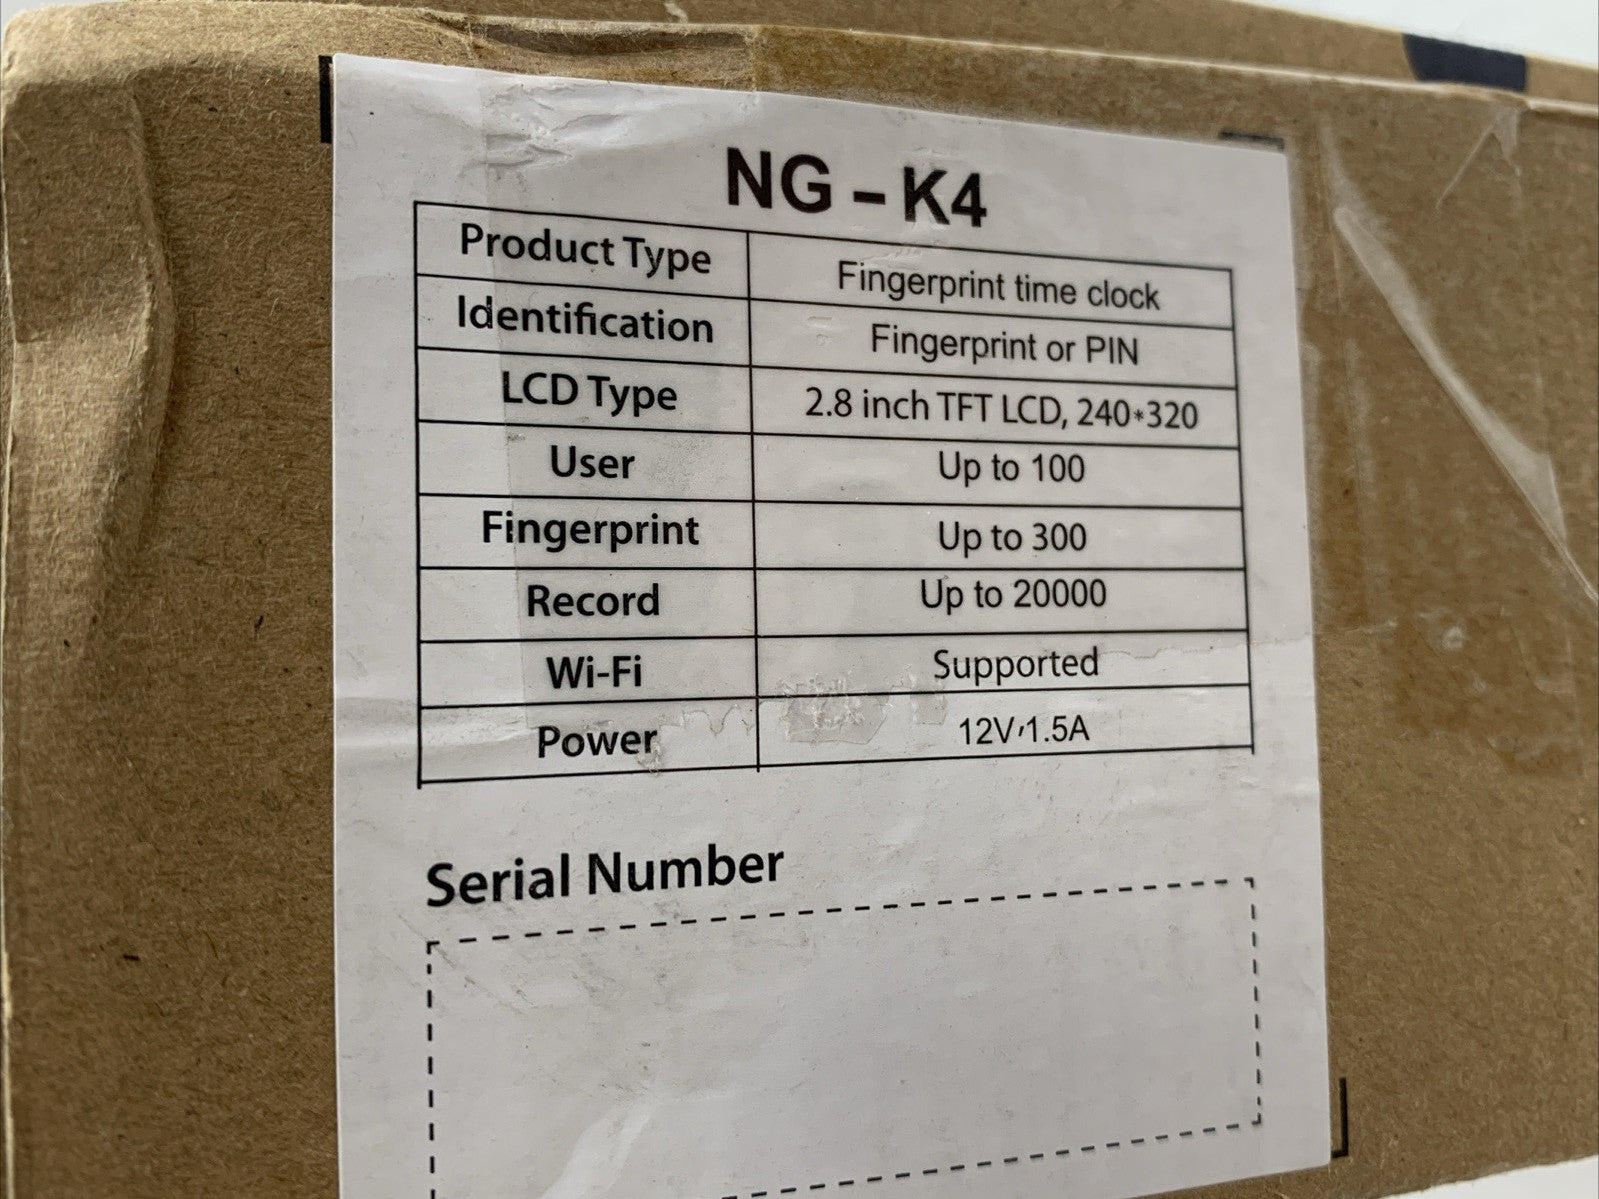 NG - K4
Product Type Fingerprint time clock
Identification Fingerprint or PIN
LCD Type 2.8 inch TFT LCD, 240*320
User Up to 100
Fingerprint Up to 300
Record Up to 20000
Wi-Fi Supported
Power 12V,1.5A
Serial Number